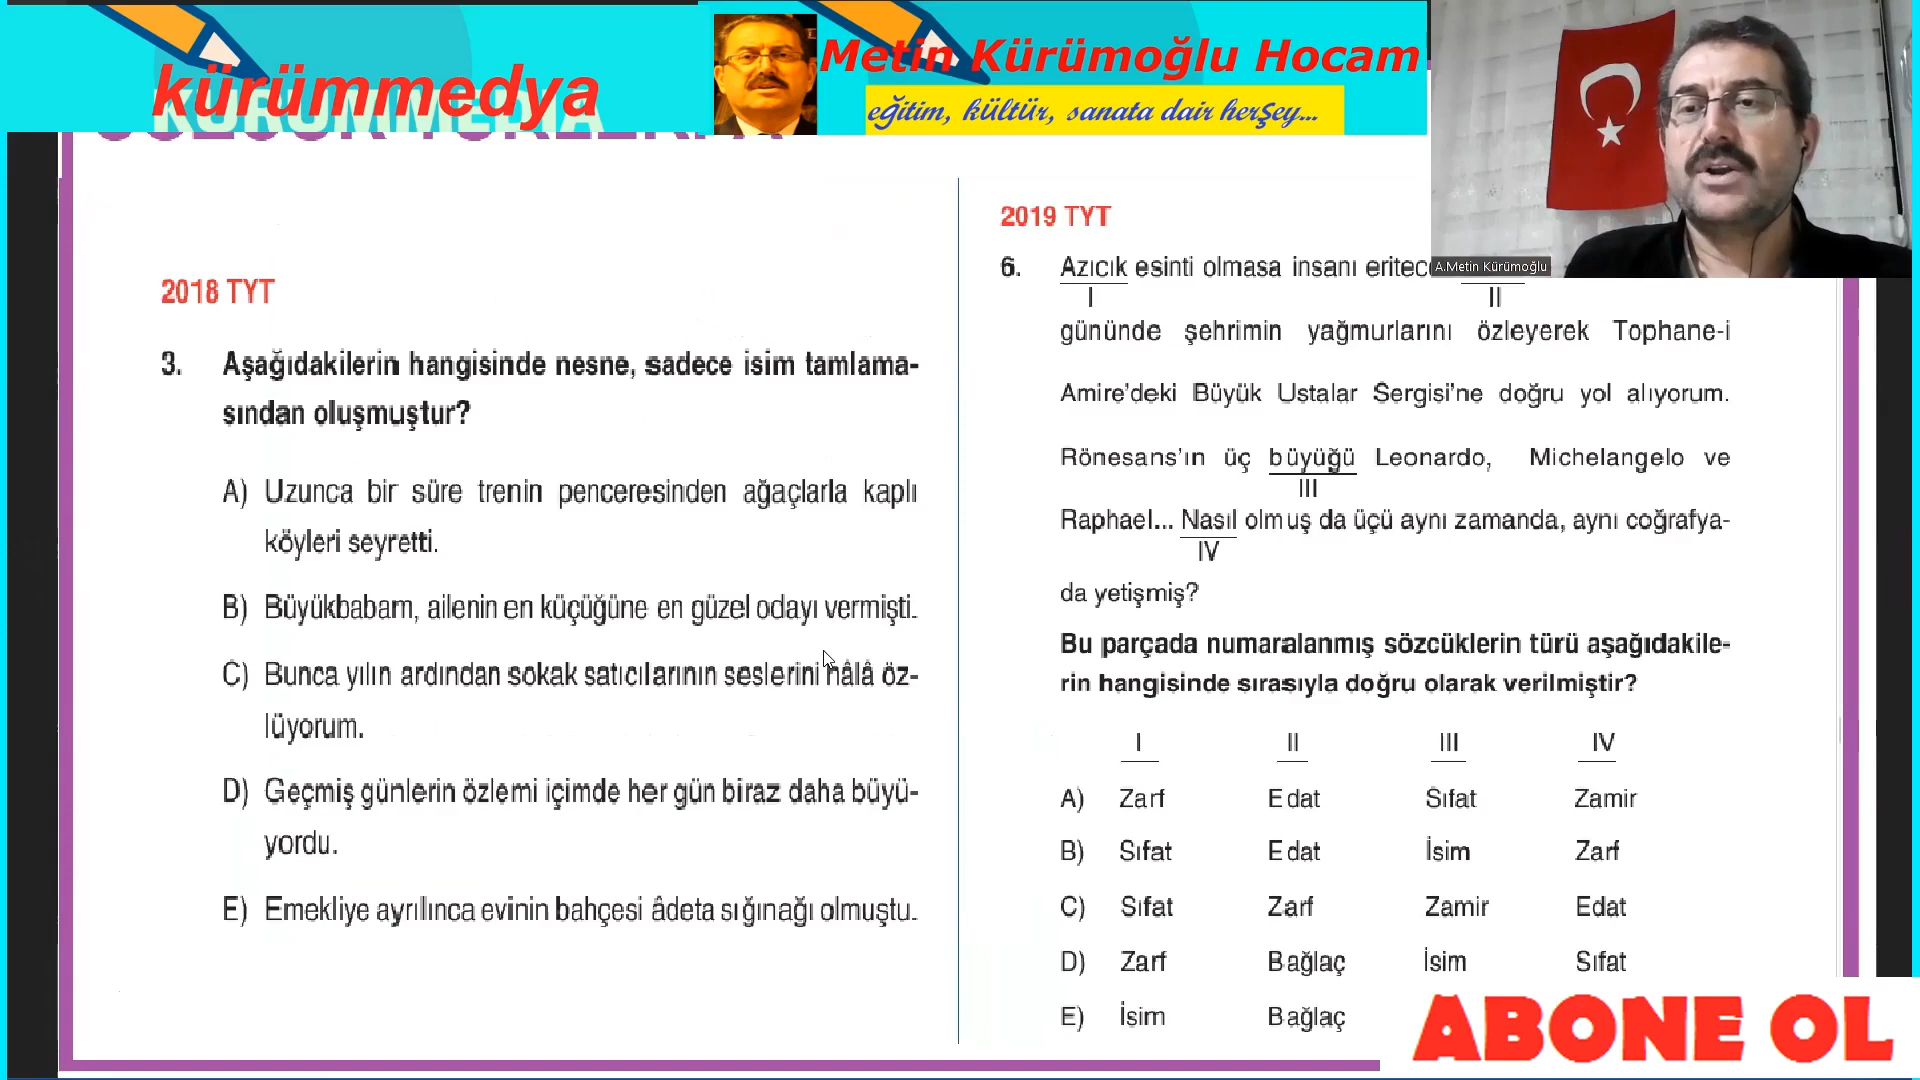 kürümmedya
KÜRÜMMEDIA
Metin Kürümoğlu Hocam
eğitim, kültür, sanata dair herşey...
A.Metin Kürümoğlu
2018 TYT
3. Aşağıdakilerin hangisinde nesne, sadece isim tamlama-
sından oluşmuştur?
A) Uzunca bir süre trenin penceresinden ağaçlarla kaplı
köyleri seyretti.
B) Büyükbabam, ailenin en küçüğüne en güzel odayı vermişti.
C) Bunca yılın ardından sokak satıcılarının seslerini hâlâ öz-
lüyorum.
D) Geçmiş günlerin özlemi içimde her gün biraz daha büyü-
yordu.
E) Emekliye ayrılınca evinin bahçesi âdeta sığınağı olmuştu.
2019 TYT
6. Azıcık esinti olmasa insanı
I II
gününde şehrimin yağmurlarını özleyerek Tophane-i
Amire’deki Büyük Ustalar Sergisi’ne doğru yol alıyorum.
Rönesans’ın üç büyüğü Leonardo, Michelangelo ve
III
Raphael... Nasıl olmuş da üçü aynı zamanda, aynı coğrafya-
IV
da yetişmiş?
Bu parçada numaralanmış sözcüklerin türü aşağıdakile-
rin hangisinde sırasıyla doğru olarak verilmiştir?
I II III IV
A) Zarf Edat Sıfat Zamir
B) Sıfat Edat İsim Zarf
C) Sıfat Zarf Zamir Edat
D) Zarf Bağlaç İsim Sıfat
E) İsim Bağlaç
ABONE OL